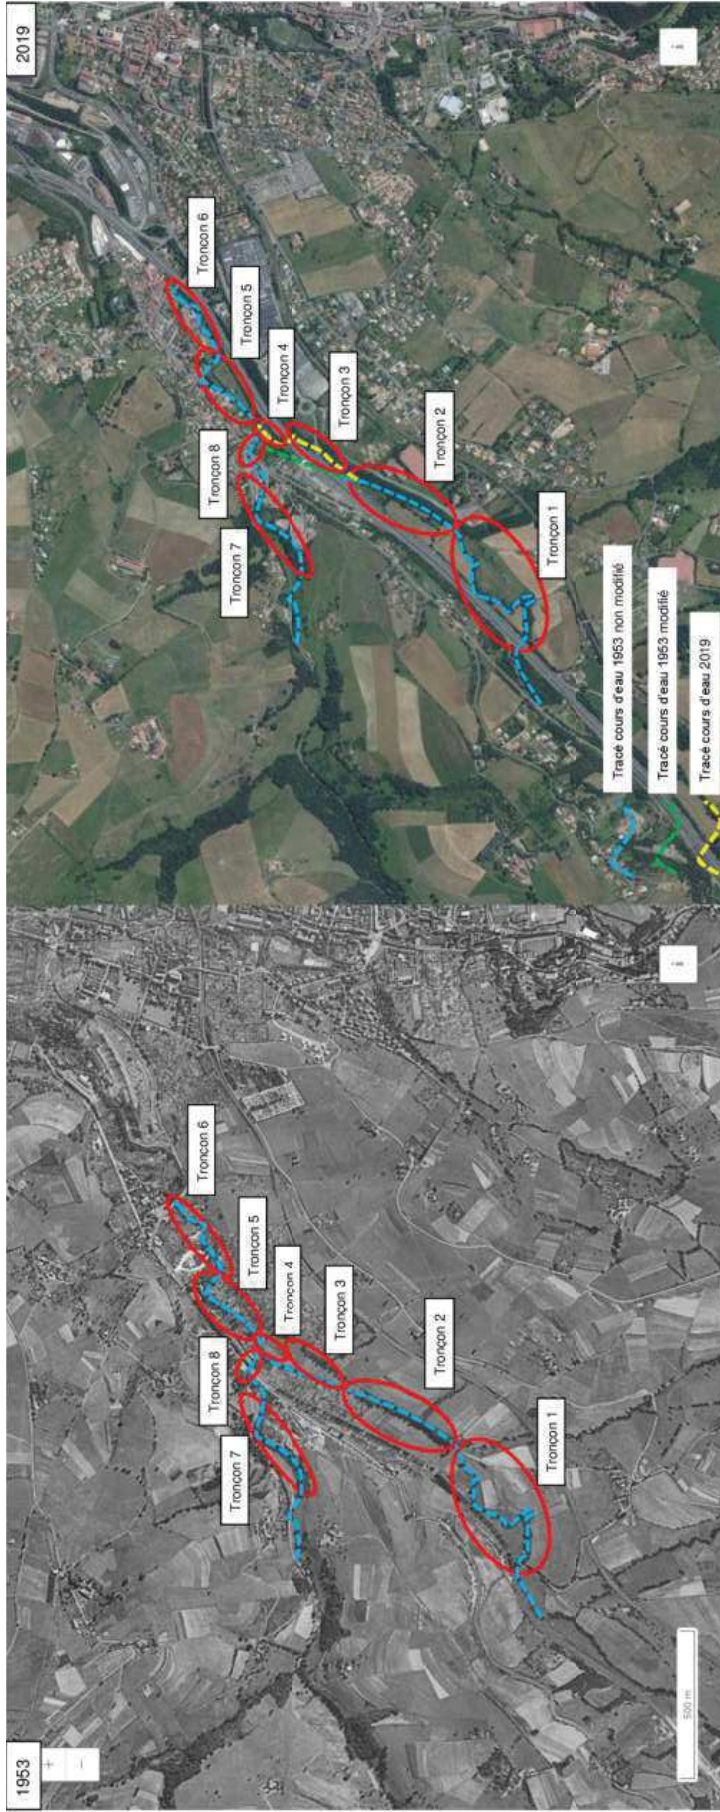 1953
+
−
Tronçon 6
Tronçon 8
Tronçon 5
Tronçon 7
Tronçon 4
Tronçon 3
Tronçon 2
Tronçon 1
500 m
2019
Tronçon 6
Tronçon 5
Tronçon 8
Tronçon 4
Tronçon 7
Tronçon 3
Tronçon 2
Tronçon 1
Tracé cours d'eau 1953 non modifié
Tracé cours d'eau 1953 modifié
Tracé cours d'eau 2019